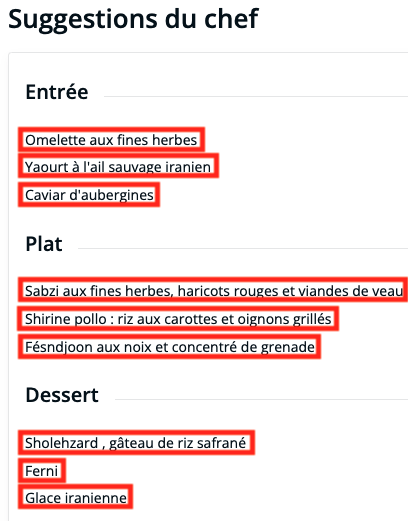 Suggestions du chef
Entrée
Omelette aux fines herbes
Yaourt à l'ail sauvage iranien
Caviar d'aubergines
Plat
Sabzi aux fines herbes, haricots rouges et viandes de veau
Shirine pollo : riz aux carottes et oignons grillés
Fésndjoon aux noix et concentré de grenade
Dessert
Sholehzard , gâteau de riz safrané
Ferni
Glace iranienne